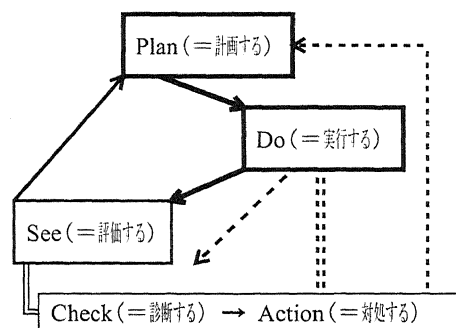 Plan(=計画する)
Do(=実行する)
See(=評価する)
Check(=診断する) → Action(=対処する)